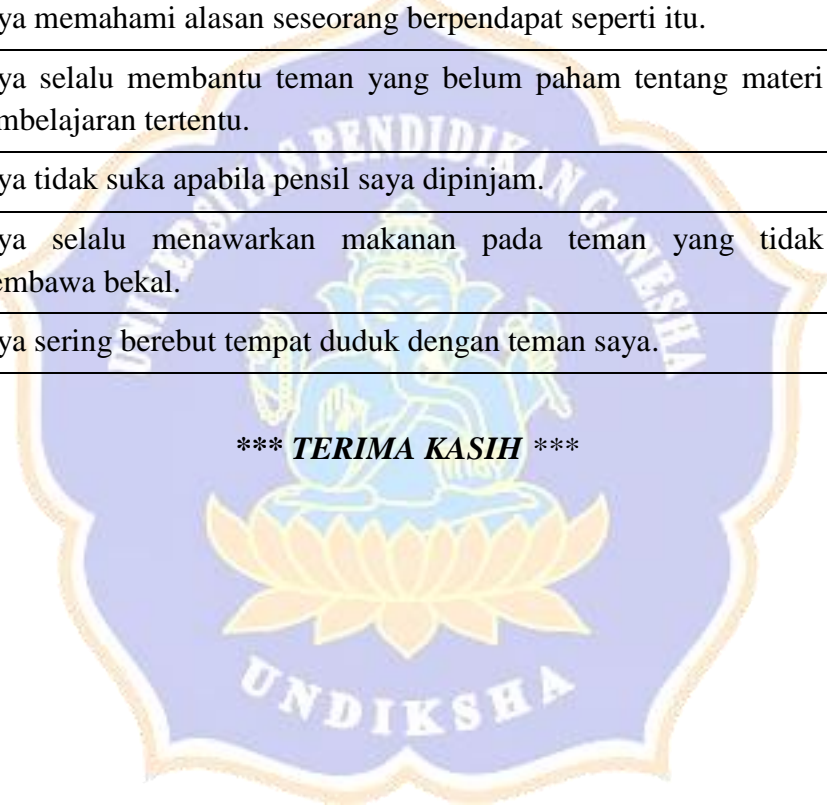 ya memahami alasan seseorang berpendapat seperti itu.
ya selalu membantu teman yang belum paham tentang materi
mbelajaran tertentu.
ya tidak suka apabila pensil saya dipinjam.
ya selalu menawarkan makanan pada teman yang tidak
embawa bekal.
ya sering berebut tempat duduk dengan teman saya.
*** TERIMA KASIH ***
UNIVERSITAS PENDIDIKAN GANESHA
UNDIKSHA